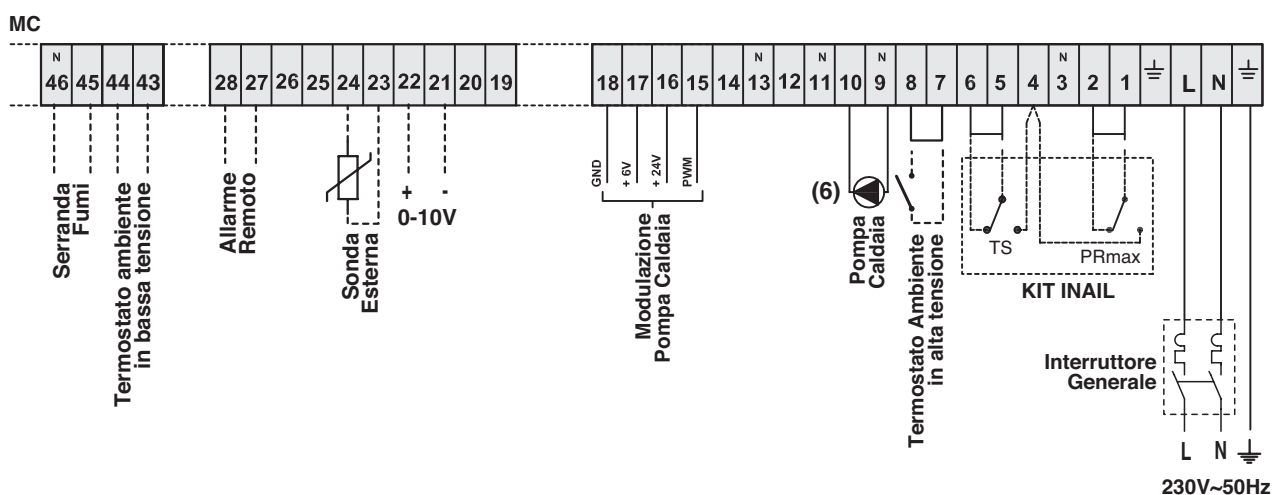 MC
N N N N N
46 45 44 43 28 27 26 25 24 23 22 21 20 19 18 17 16 15 14 13 12 11 10 9 8 7 6 5 4 3 2 1 L N
Serranda
Fumi
Termostato ambiente
in bassa tensione
Allarme
Remoto
Sonda
Esterna
+ -
0-10V
GND
+ 6V
+ 24V
PWM
Modulazione
Pompa Caldaia
(6)
Pompa
Caldaia
Termostato Ambiente
in alta tensione
TS
PRmax
KIT INAIL
Interruttore
Generale
L N
230V~50Hz